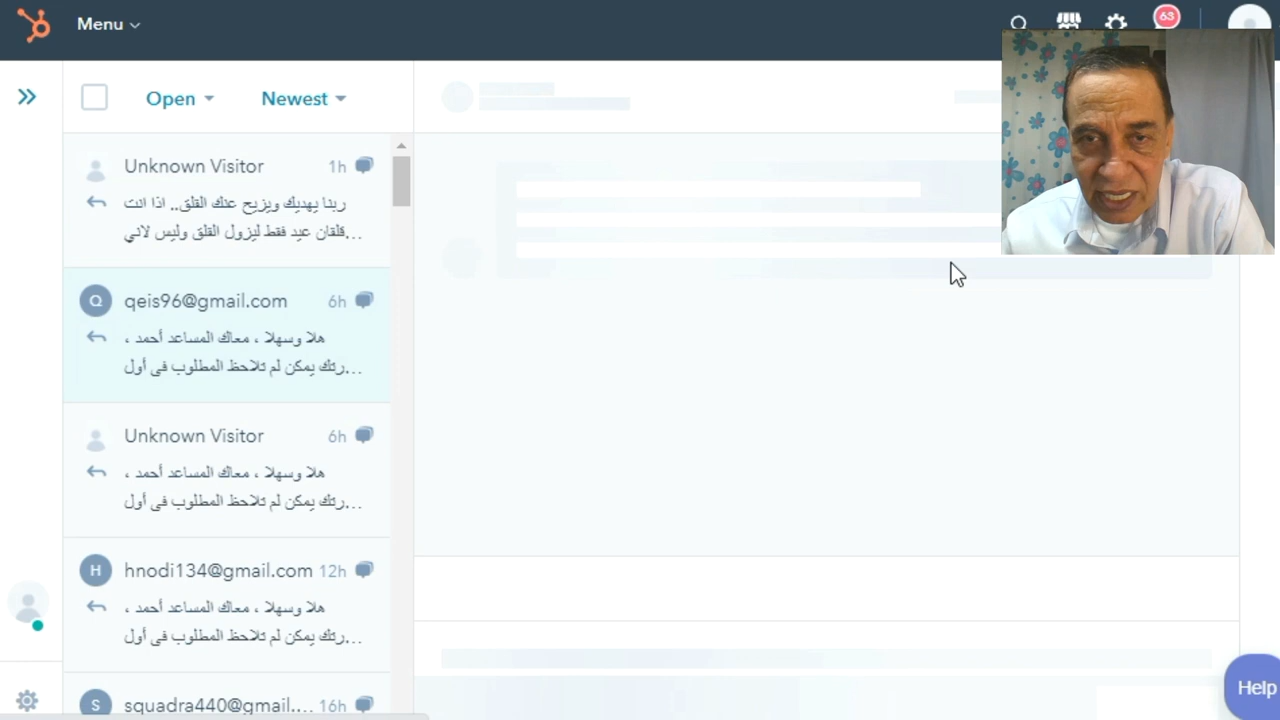 Menu
63
Open
Newest
Unknown Visitor 1h
ربنا يهديك ويزيح عنك القلق.. اذا انت
قلقان عيد فقط ليزول القلق وليس لاني...
Q qeis96@gmail.com 6h
هلا وسهلا ، معاك المساعد أحمد ،
رتك يمكن لم تلاحظ المطلوب فى أول...
Unknown Visitor 6h
هلا وسهلا ، معاك المساعد أحمد ،
رتك يمكن لم تلاحظ المطلوب فى أول...
H hnodi134@gmail.com 12h
هلا وسهلا ، معاك المساعد أحمد ،
رتك يمكن لم تلاحظ المطلوب فى أول...
S squadra440@gmail.... 16h
Help